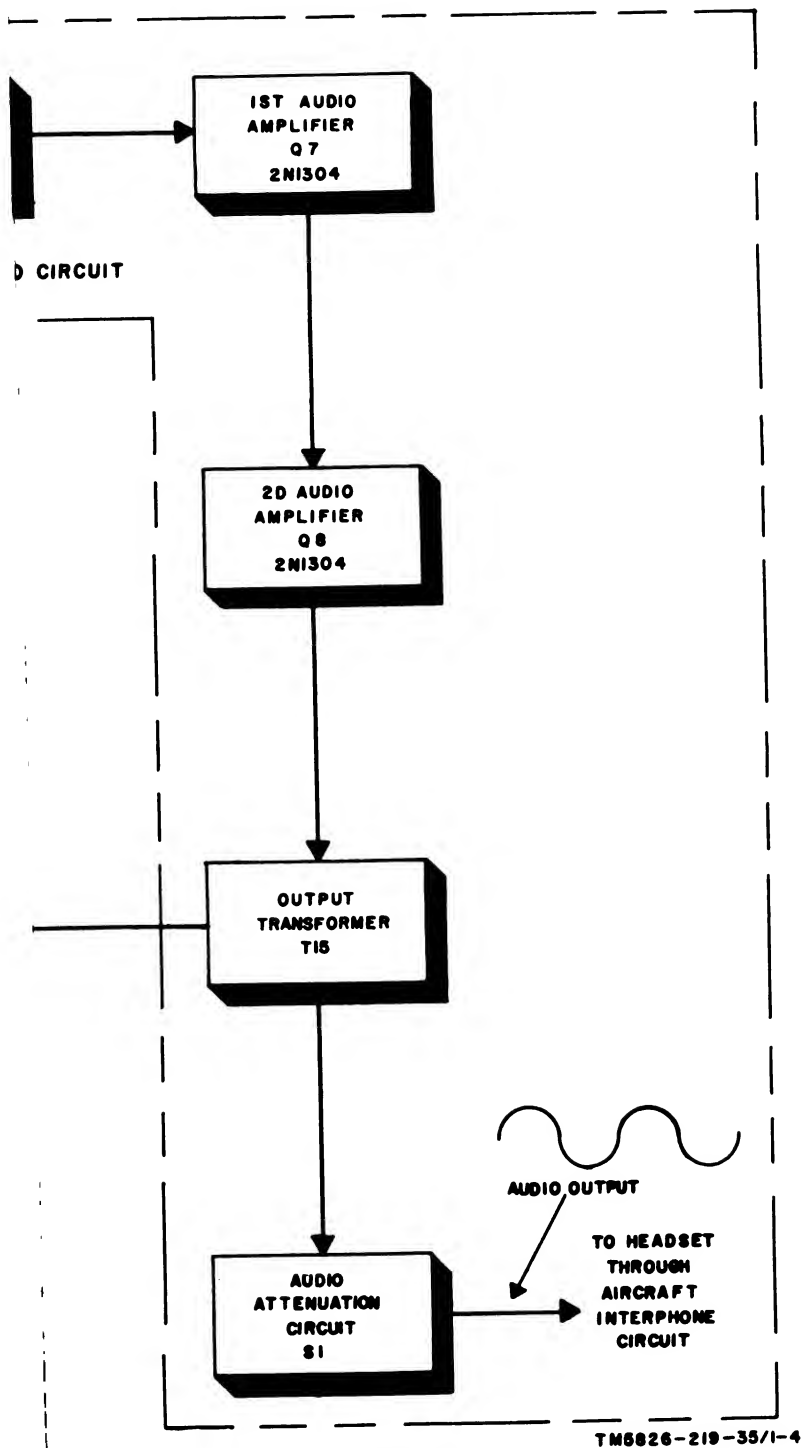 1ST AUDIO
AMPLIFIER
Q7
2N1304
D CIRCUIT
2D AUDIO
AMPLIFIER
Q8
2N1304
OUTPUT
TRANSFORMER
T15
AUDIO OUTPUT
AUDIO
ATTENUATION
CIRCUIT
S1
TO HEADSET
THROUGH
AIRCRAFT
INTERPHONE
CIRCUIT
TM5826-219-35/1-4